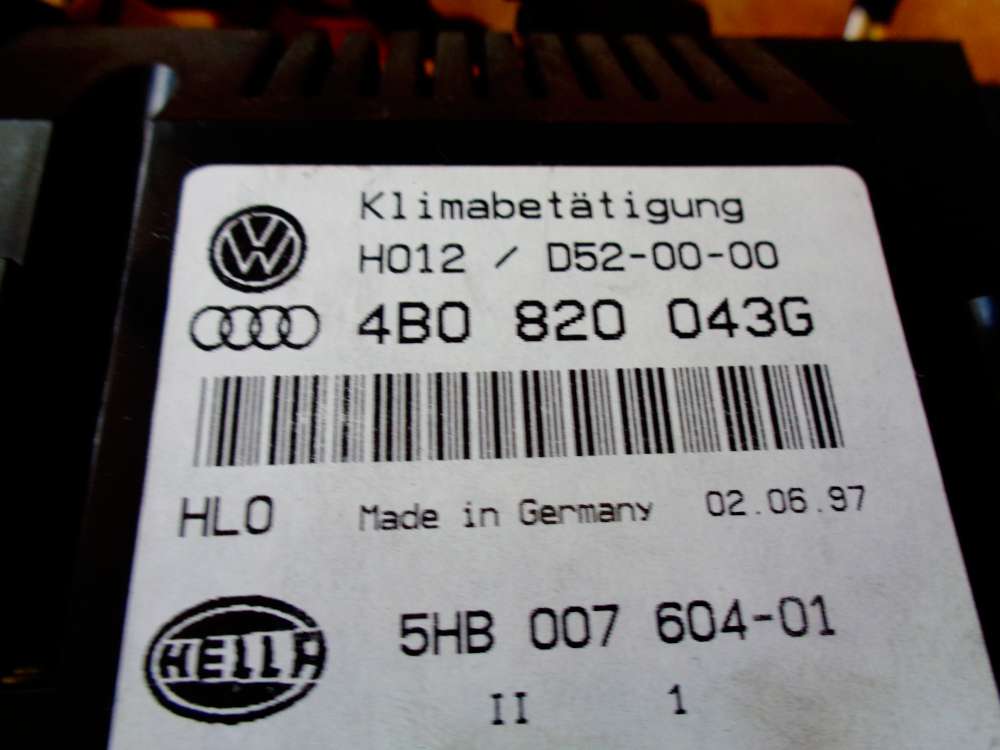 Klimabetätigung
H012 / D52-00-00
4B0 820 043G
HLO Made in Germany 02.06.97
HELLA 5HB 007 604-01
II 1